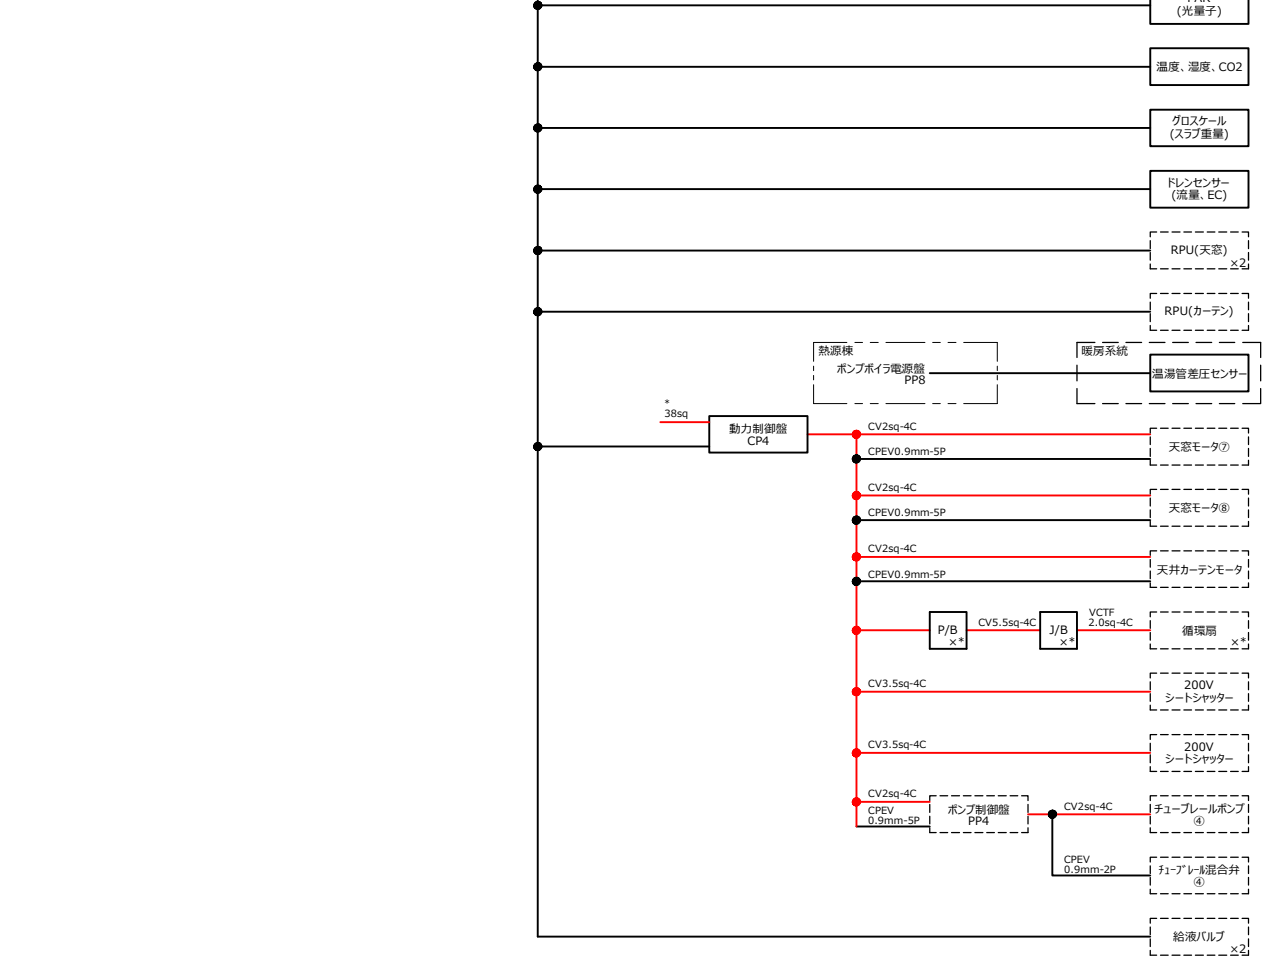 (光量子)
温度、湿度、CO2
グロスケール
(スラブ重量)
ドレンセンサー
(流量、EC)
RPU(天窓)
×2
RPU(カーテン)
熱源棟
ポンプボイラ電源盤
PP8
暖房系統
温湯管差圧センサー
*
38sq
動力制御盤
CP4
CV2sq-4C
CPEV0.9mm-5P
天窓モータ⑦
CV2sq-4C
CPEV0.9mm-5P
天窓モータ⑧
CV2sq-4C
CPEV0.9mm-5P
天井カーテンモータ
P/B
×*
CV5.5sq-4C
J/B
×*
VCTF
2.0sq-4C
循環扇
×*
CV3.5sq-4C
200V
シートシャッター
CV3.5sq-4C
200V
シートシャッター
CV2sq-4C
CPEV
0.9mm-5P
ポンプ制御盤
PP4
CV2sq-4C
チューブレールポンプ
④
CPEV
0.9mm-2P
ﾁｭｰﾌﾞﾚｰﾙ混合弁
④
給液バルブ
×2